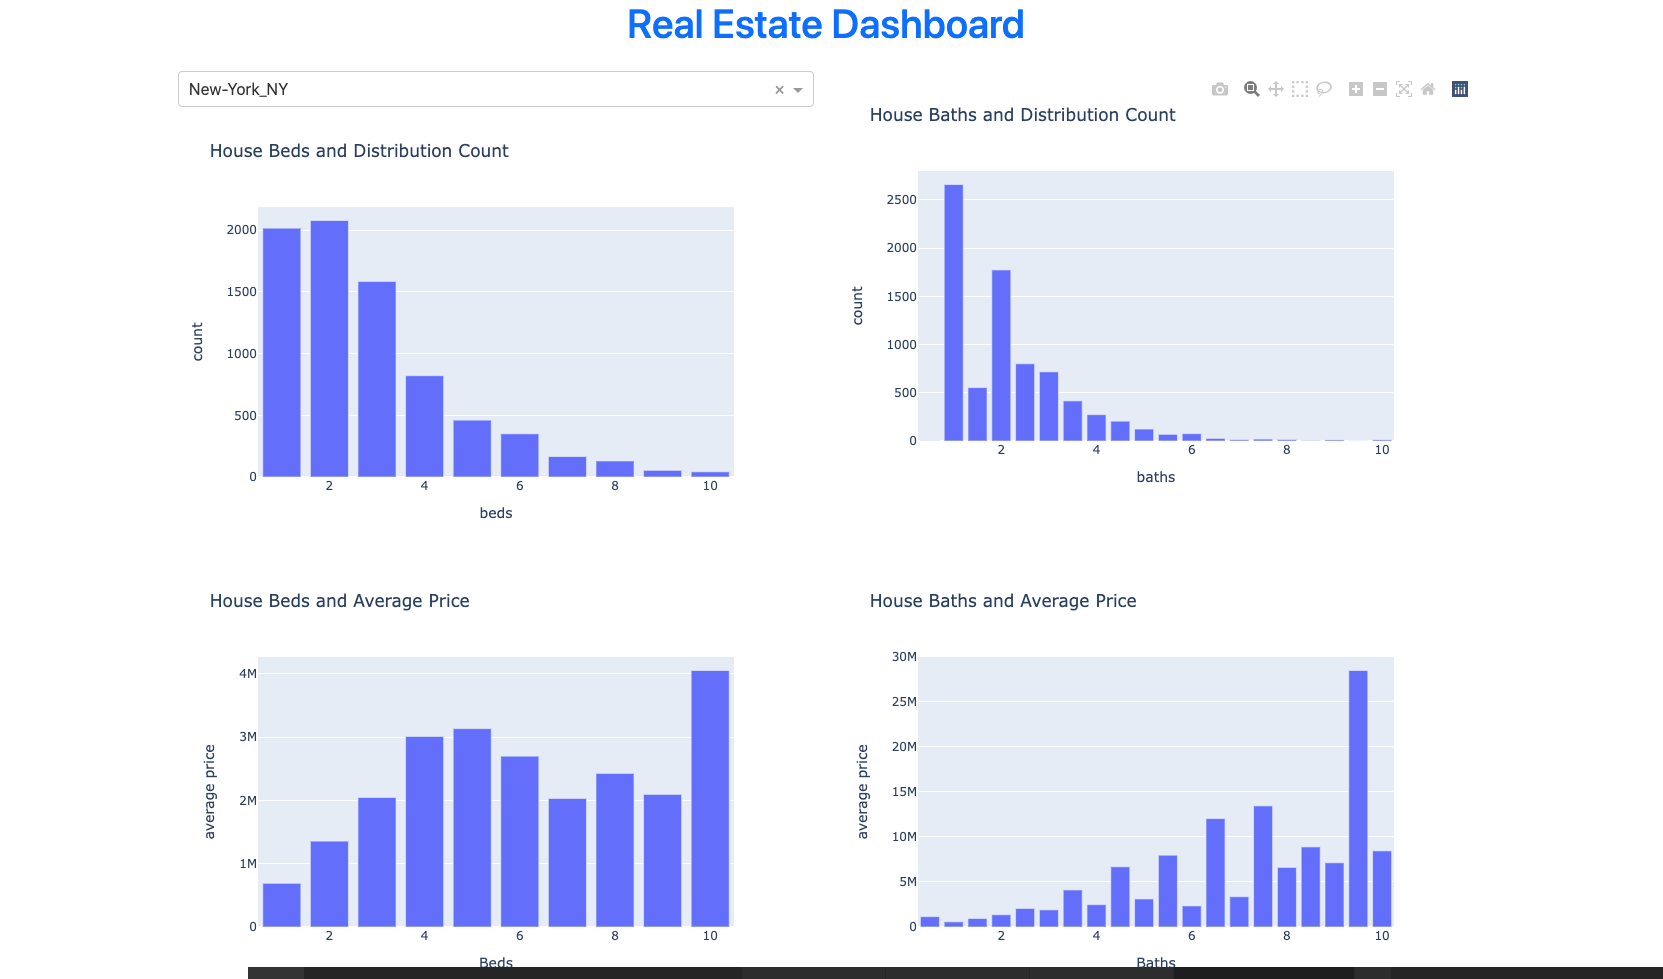 Real Estate Dashboard
New-York_NY
House Beds and Distribution Count
2000
1500
1000
500
0
count
2 4 6 8 10
beds
House Baths and Distribution Count
2500
2000
1500
1000
500
0
count
2 4 6 8 10
baths
House Beds and Average Price
4M
3M
2M
1M
0
average price
2 4 6 8 10
Beds
House Baths and Average Price
30M
25M
20M
15M
10M
5M
0
average price
2 4 6 8 10
Baths